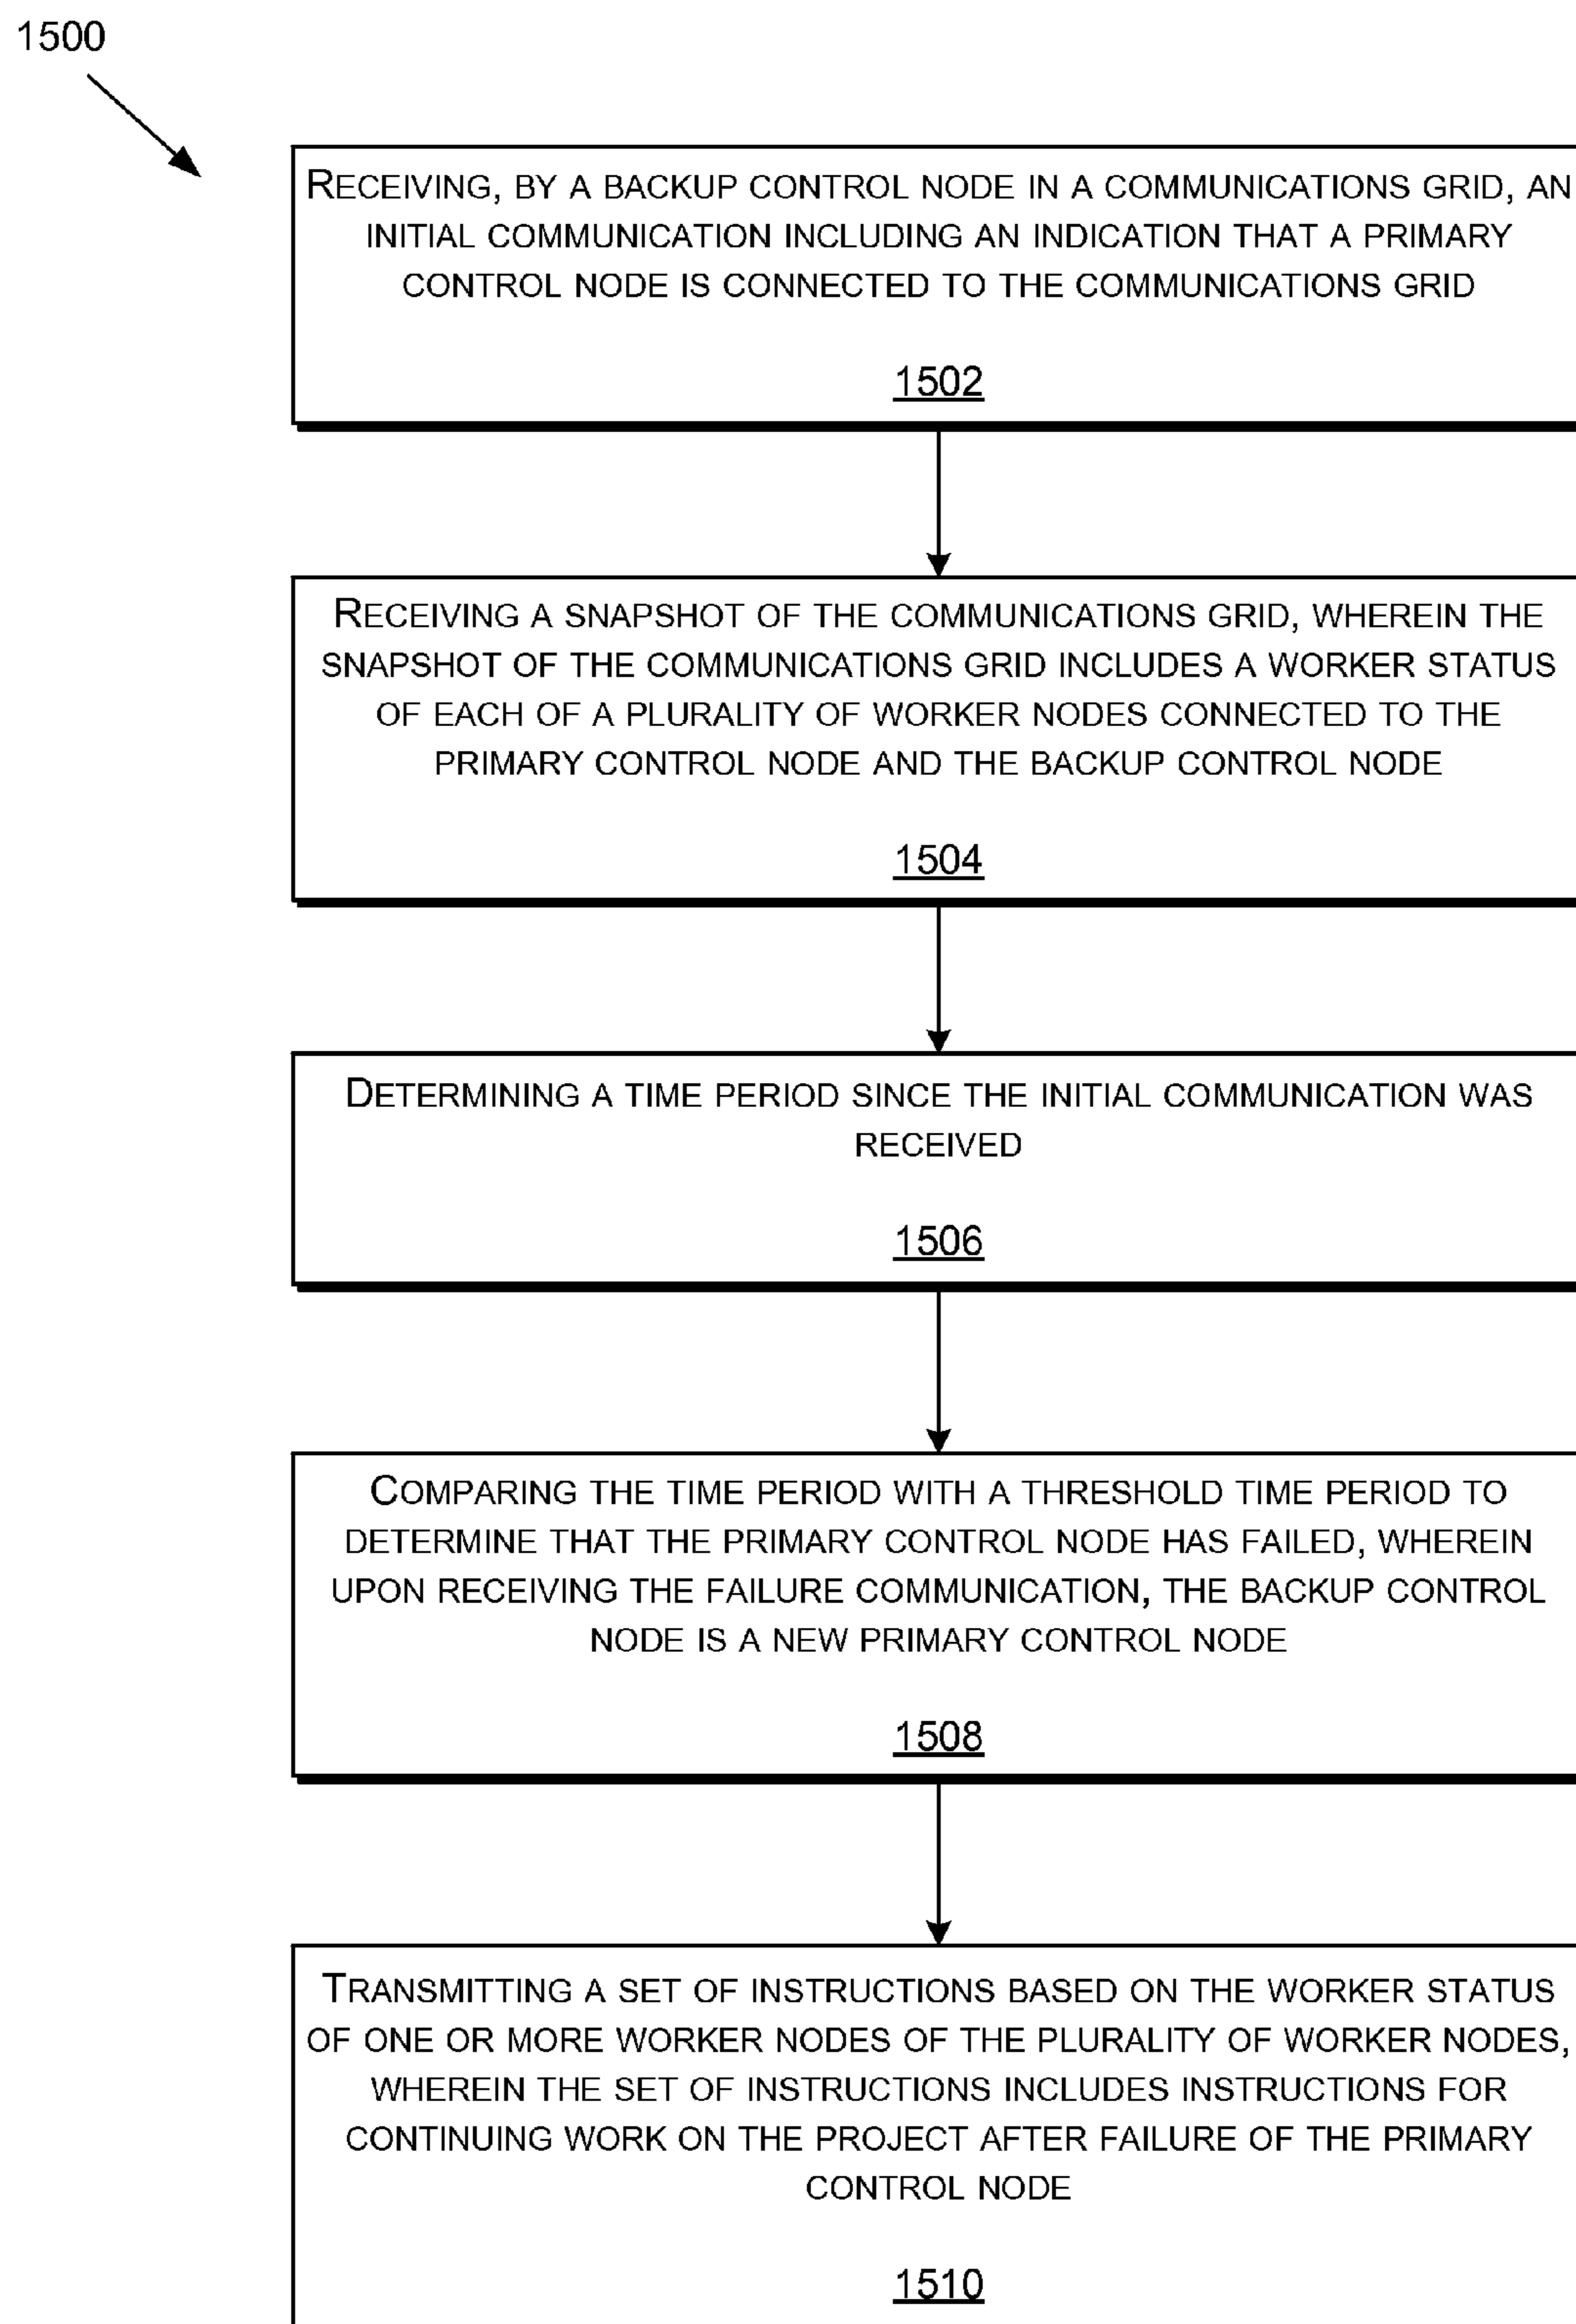 1500
RECEIVING, BY A BACKUP CONTROL NODE IN A COMMUNICATIONS GRID, AN
INITIAL COMMUNICATION INCLUDING AN INDICATION THAT A PRIMARY
CONTROL NODE IS CONNECTED TO THE COMMUNICATIONS GRID
1502
RECEIVING A SNAPSHOT OF THE COMMUNICATIONS GRID, WHEREIN THE
SNAPSHOT OF THE COMMUNICATIONS GRID INCLUDES A WORKER STATUS
OF EACH OF A PLURALITY OF WORKER NODES CONNECTED TO THE
PRIMARY CONTROL NODE AND THE BACKUP CONTROL NODE
1504
DETERMINING A TIME PERIOD SINCE THE INITIAL COMMUNICATION WAS
RECEIVED
1506
COMPARING THE TIME PERIOD WITH A THRESHOLD TIME PERIOD TO
DETERMINE THAT THE PRIMARY CONTROL NODE HAS FAILED, WHEREIN
UPON RECEIVING THE FAILURE COMMUNICATION, THE BACKUP CONTROL
NODE IS A NEW PRIMARY CONTROL NODE
1508
TRANSMITTING A SET OF INSTRUCTIONS BASED ON THE WORKER STATUS
OF ONE OR MORE WORKER NODES OF THE PLURALITY OF WORKER NODES,
WHEREIN THE SET OF INSTRUCTIONS INCLUDES INSTRUCTIONS FOR
CONTINUING WORK ON THE PROJECT AFTER FAILURE OF THE PRIMARY
CONTROL NODE
1510